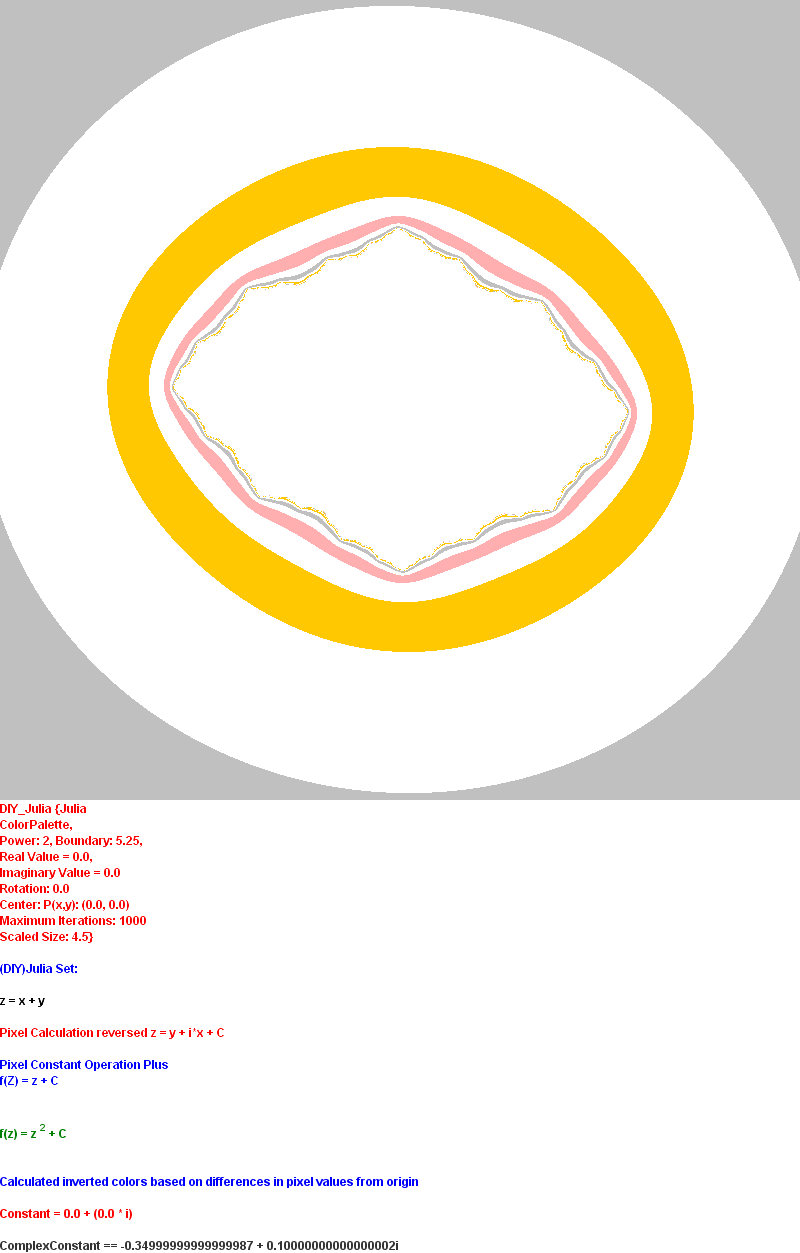 DIY_Julia {Julia
ColorPalette,
Power: 2, Boundary: 5.25,
Real Value = 0.0,
Imaginary Value = 0.0
Rotation: 0.0
Center: P(x,y): (0.0, 0.0)
Maximum Iterations: 1000
Scaled Size: 4.5}
(DIY)Julia Set:
z = x + y
Pixel Calculation reversed z = y + i*x + C
Pixel Constant Operation Plus
f(Z) = z + C
f(z) = z ² + C
Calculated inverted colors based on differences in pixel values from origin
Constant = 0.0 + (0.0 * i)
ComplexConstant == -0.34999999999999987 + 0.10000000000000002i